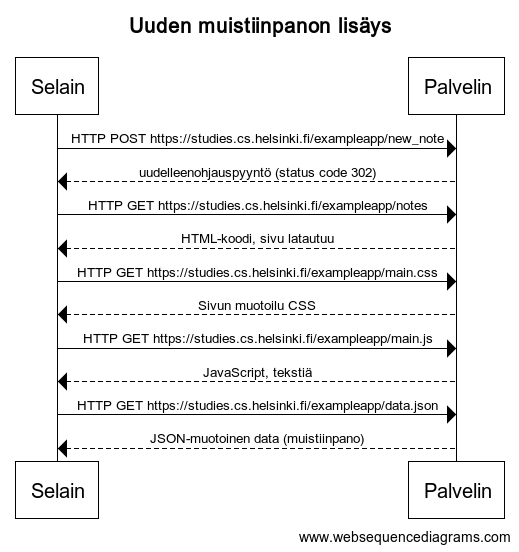 Uuden muistiinpanon lisäys
Selain
Palvelin
HTTP POST https://studies.cs.helsinki.fi/exampleapp/new_note
uudelleenohjauspyyntö (status code 302)
HTTP GET https://studies.cs.helsinki.fi/exampleapp/notes
HTML-koodi, sivu latautuu
HTTP GET https://studies.cs.helsinki.fi/exampleapp/main.css
Sivun muotoilu CSS
HTTP GET https://studies.cs.helsinki.fi/exampleapp/main.js
JavaScript, tekstiä
HTTP GET https://studies.cs.helsinki.fi/exampleapp/data.json
JSON-muotoinen data (muistiinpano)
Selain
Palvelin
www.websequencediagrams.com